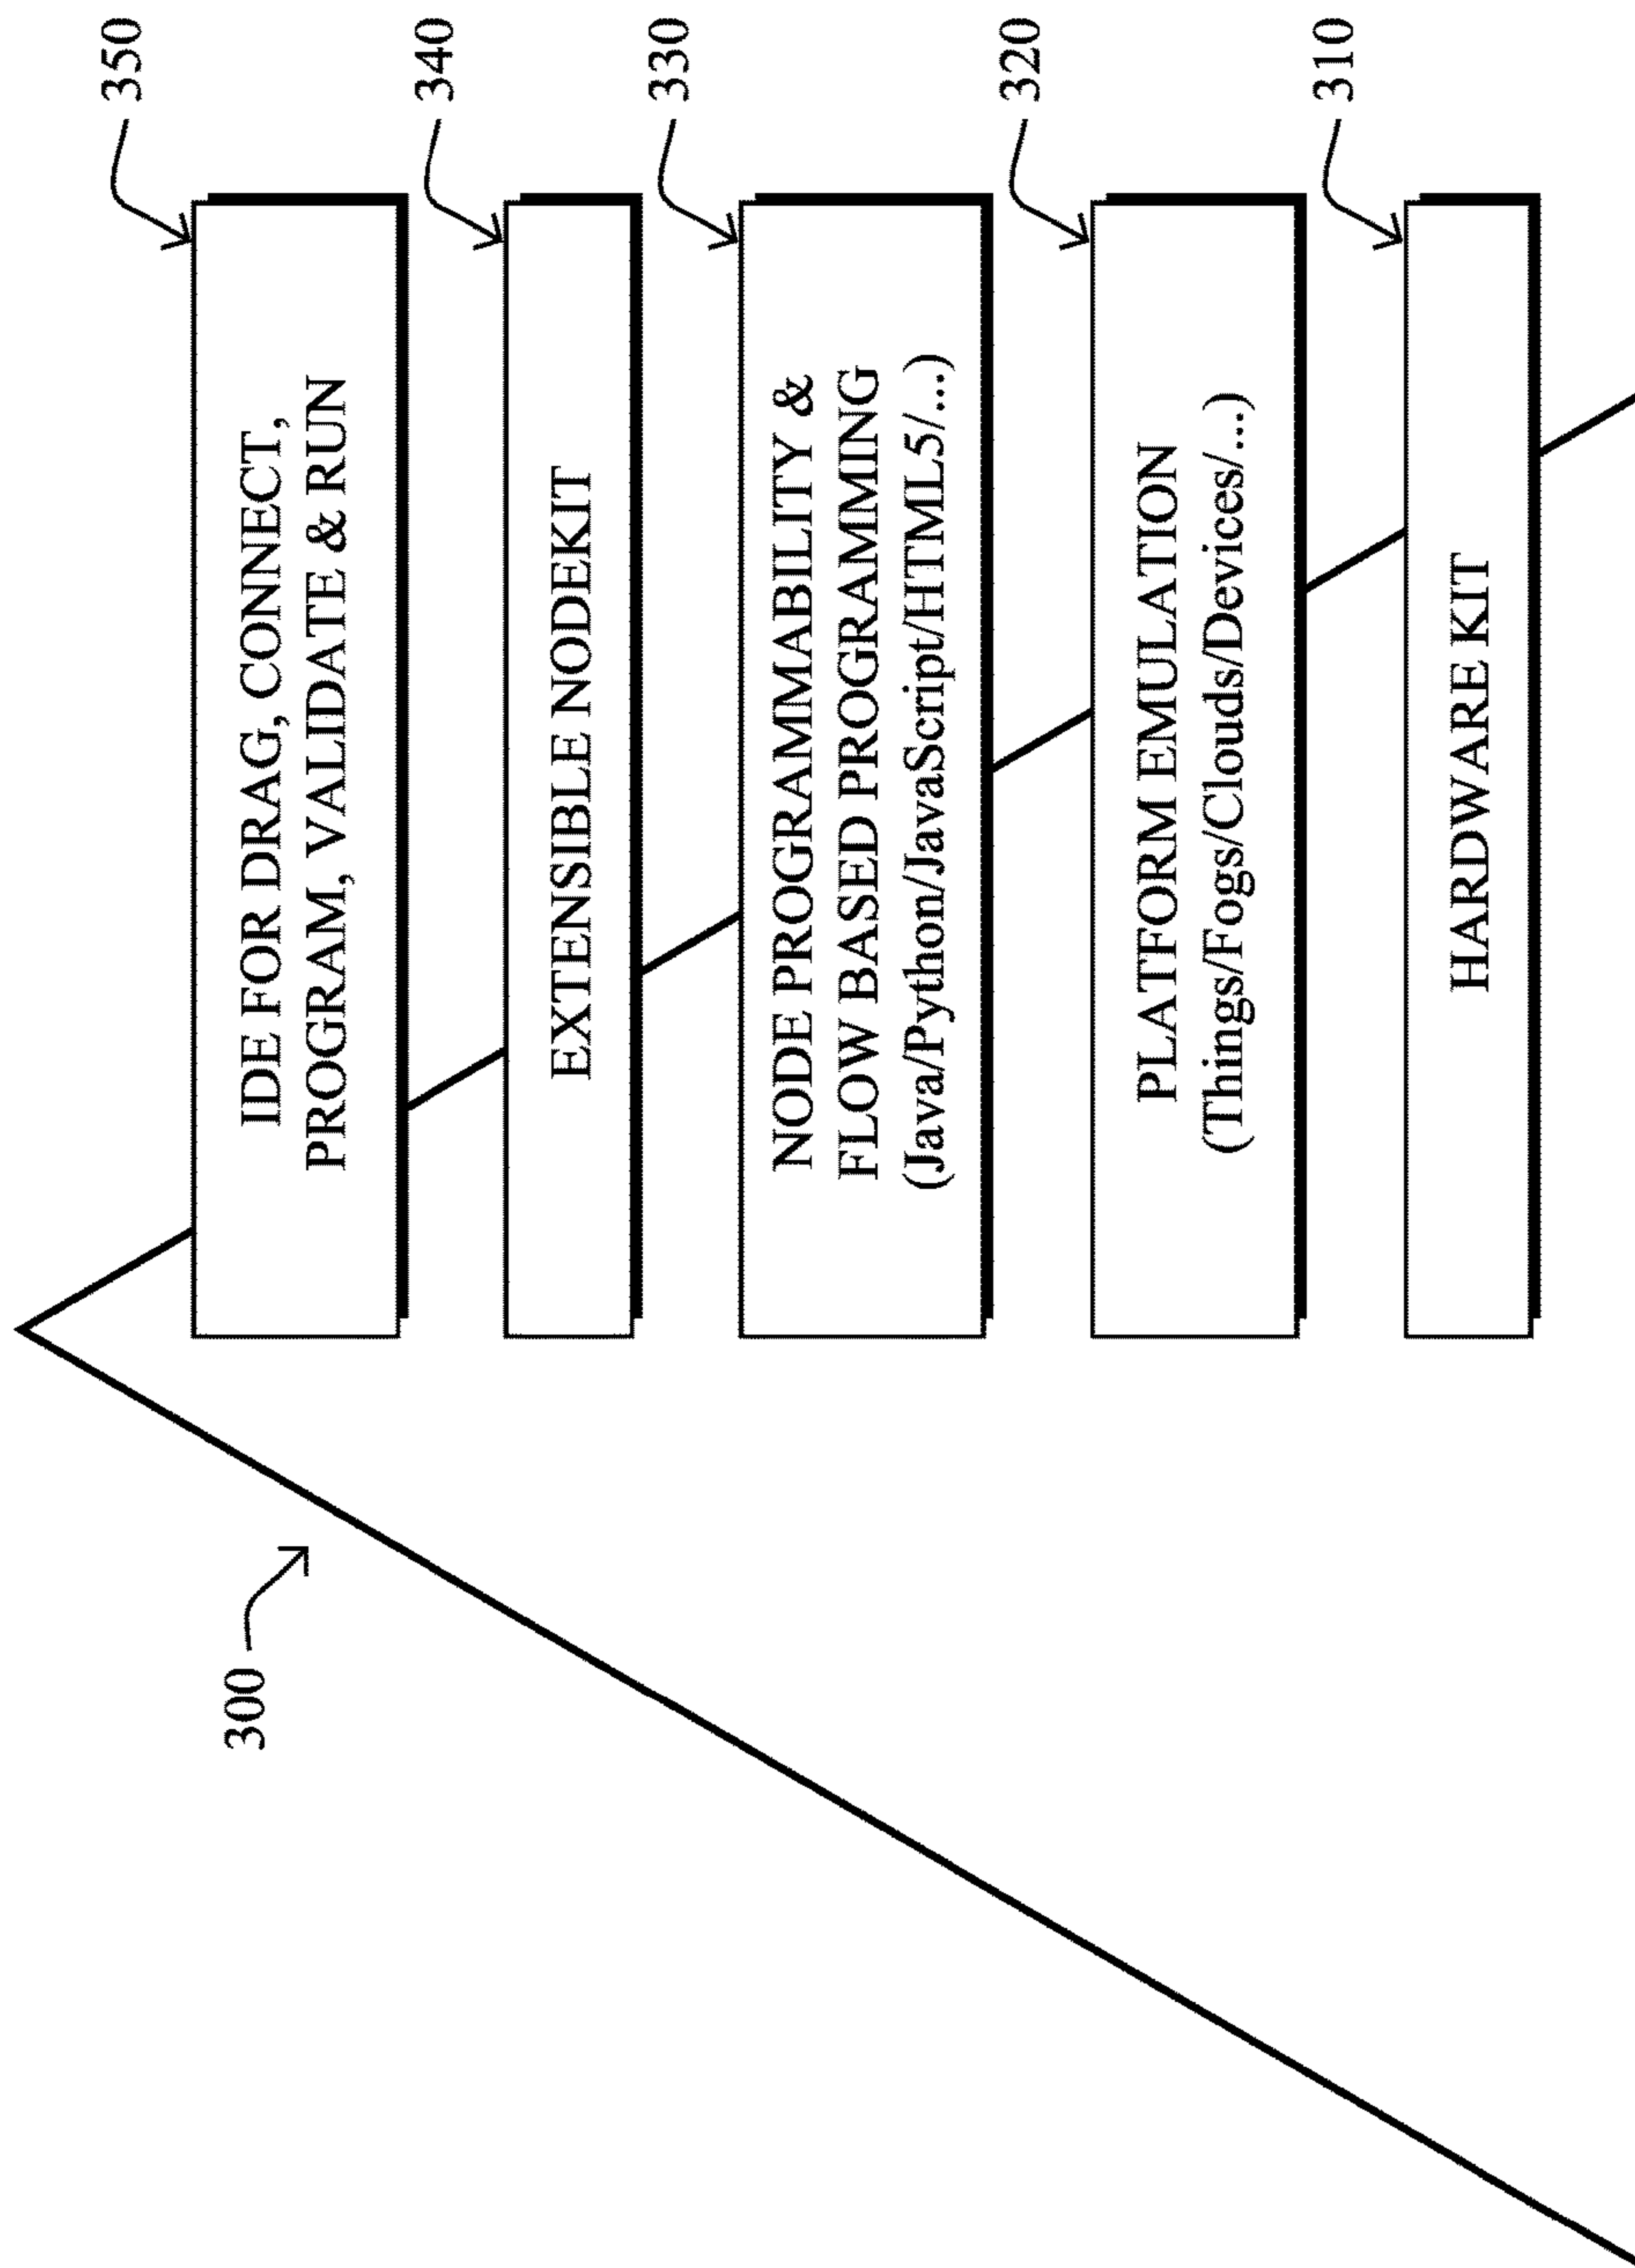 300
350
IDE FOR DRAG, CONNECT,
PROGRAM, VALIDATE & RUN
340
EXTENSIBLE NODEKIT
330
NODE PROGRAMMABILITY &
FLOW BASED PROGRAMMING
(Java/Python/JavaScript/HTML5/...)
320
PLATFORM EMULATION
(Things/Fogs/Clouds/Devices/...)
310
HARDWARE KIT